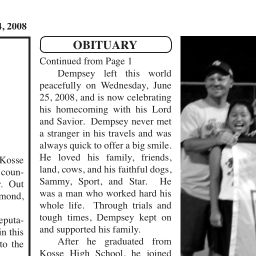 4, 2008
OBITUARY
Continued from Page 1
Dempsey left this world
peacefully on Wednesday, June
25, 2008, and is now celebrating
his homecoming with his Lord
and Savior. Dempsey never met
a stranger in his travels and was
always quick to offer a big smile.
He loved his family, friends,
land, cows, and his faithful dogs,
Sammy, Sport, and Star. He
was a man who worked hard his
whole life. Through trials and
tough times, Dempsey kept on
and supported his family.
After he graduated from
Kosse High School, he joined
Kosse
coun-
. Out
mond,
eputa-
in this
to the